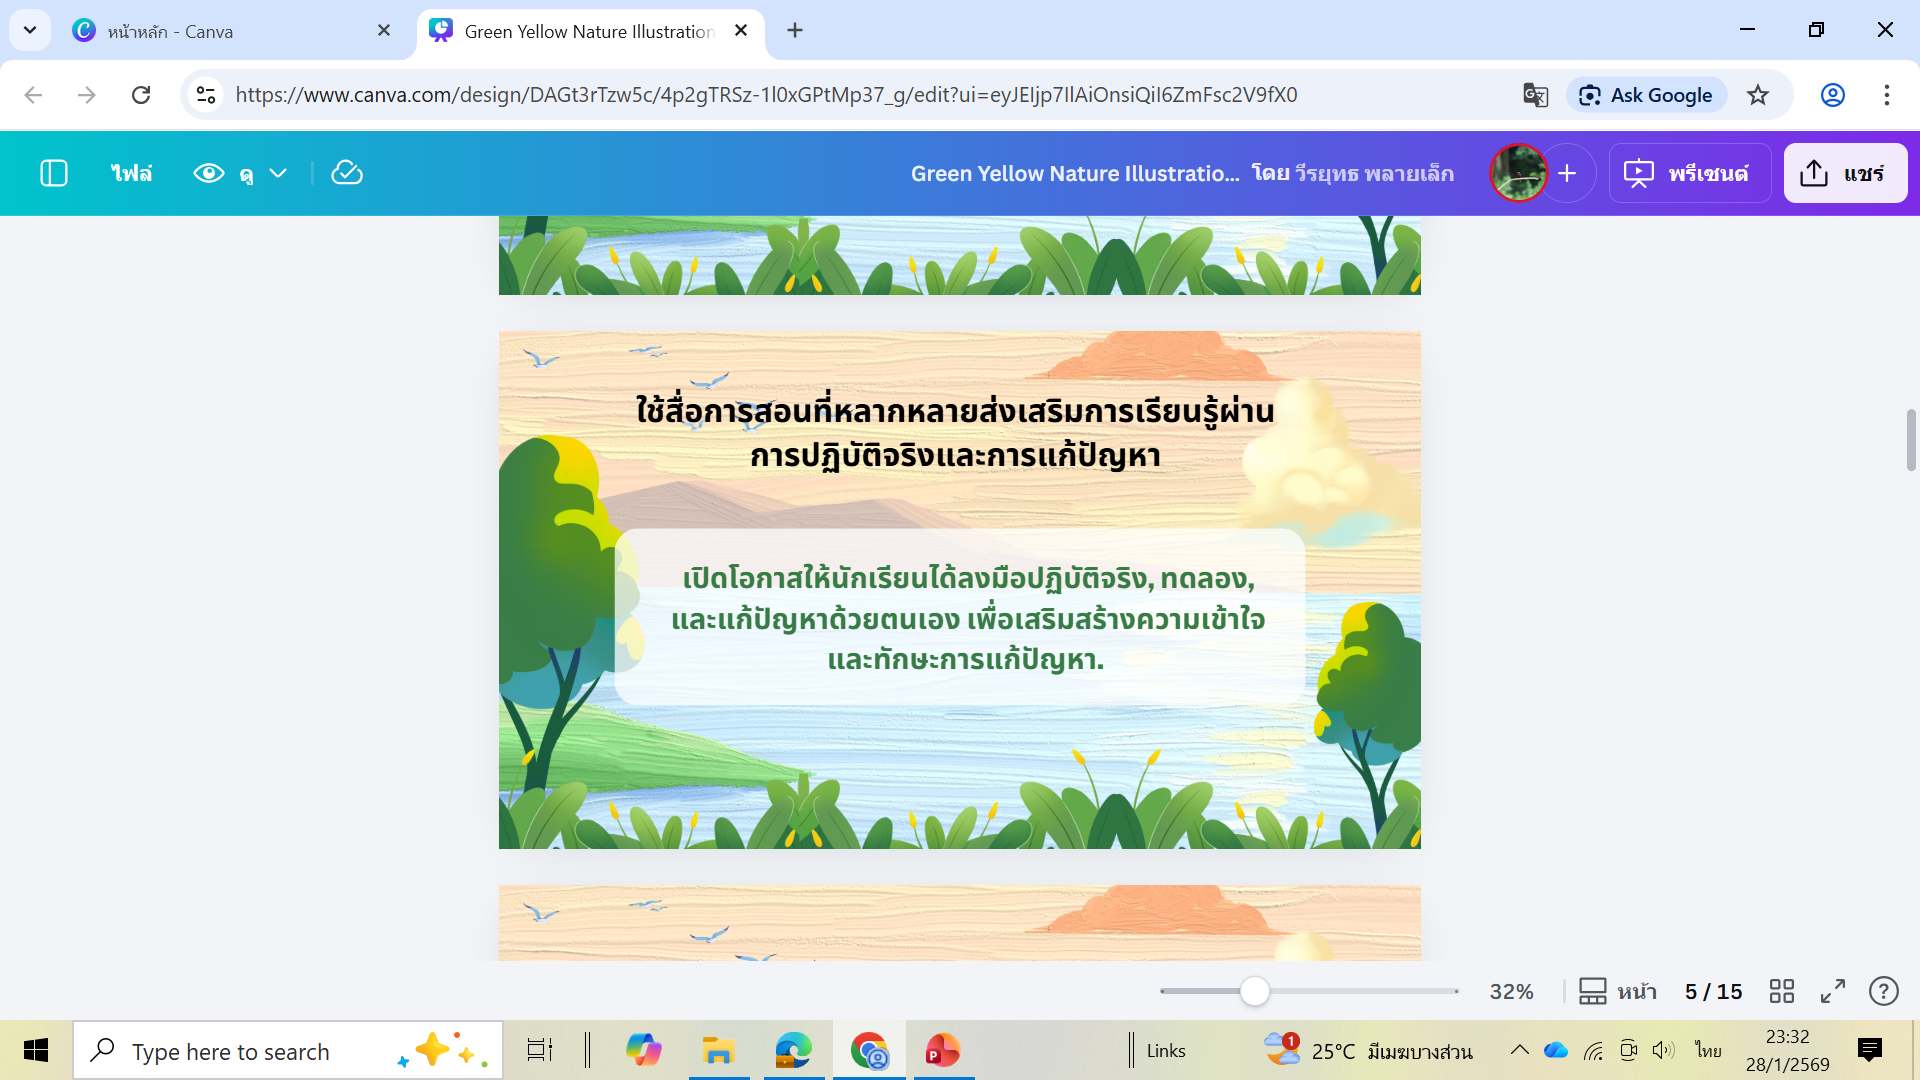 หน้าหลัก - Canva
Green Yellow Nature Illustration
https://www.canva.com/design/DAGt3rTzw5c/4p2gTRSz-1l0xGPtMp37_g/edit?ui=eyJEIjp7IlAiOnsiQiI6ZmFsc2V9fX0
Ask Google
ไฟล์
ดู
Green Yellow Nature Illustratio... โดย วีรยุทธ พลายเล็ก
พรีเซนต์
แชร์
ใช้สื่อการสอนที่หลากหลายส่งเสริมการเรียนรู้ผ่าน
การปฏิบัติจริงและการแก้ปัญหา
เปิดโอกาสให้นักเรียนได้ลงมือปฏิบัติจริง, ทดลอง,
และแก้ปัญหาด้วยตนเอง เพื่อเสริมสร้างความเข้าใจ
และทักษะการแก้ปัญหา.
32%
หน้า
5 / 15
Type here to search
Links
1
25°C มีเมฆบางส่วน
ไทย
23:32
28/1/2569